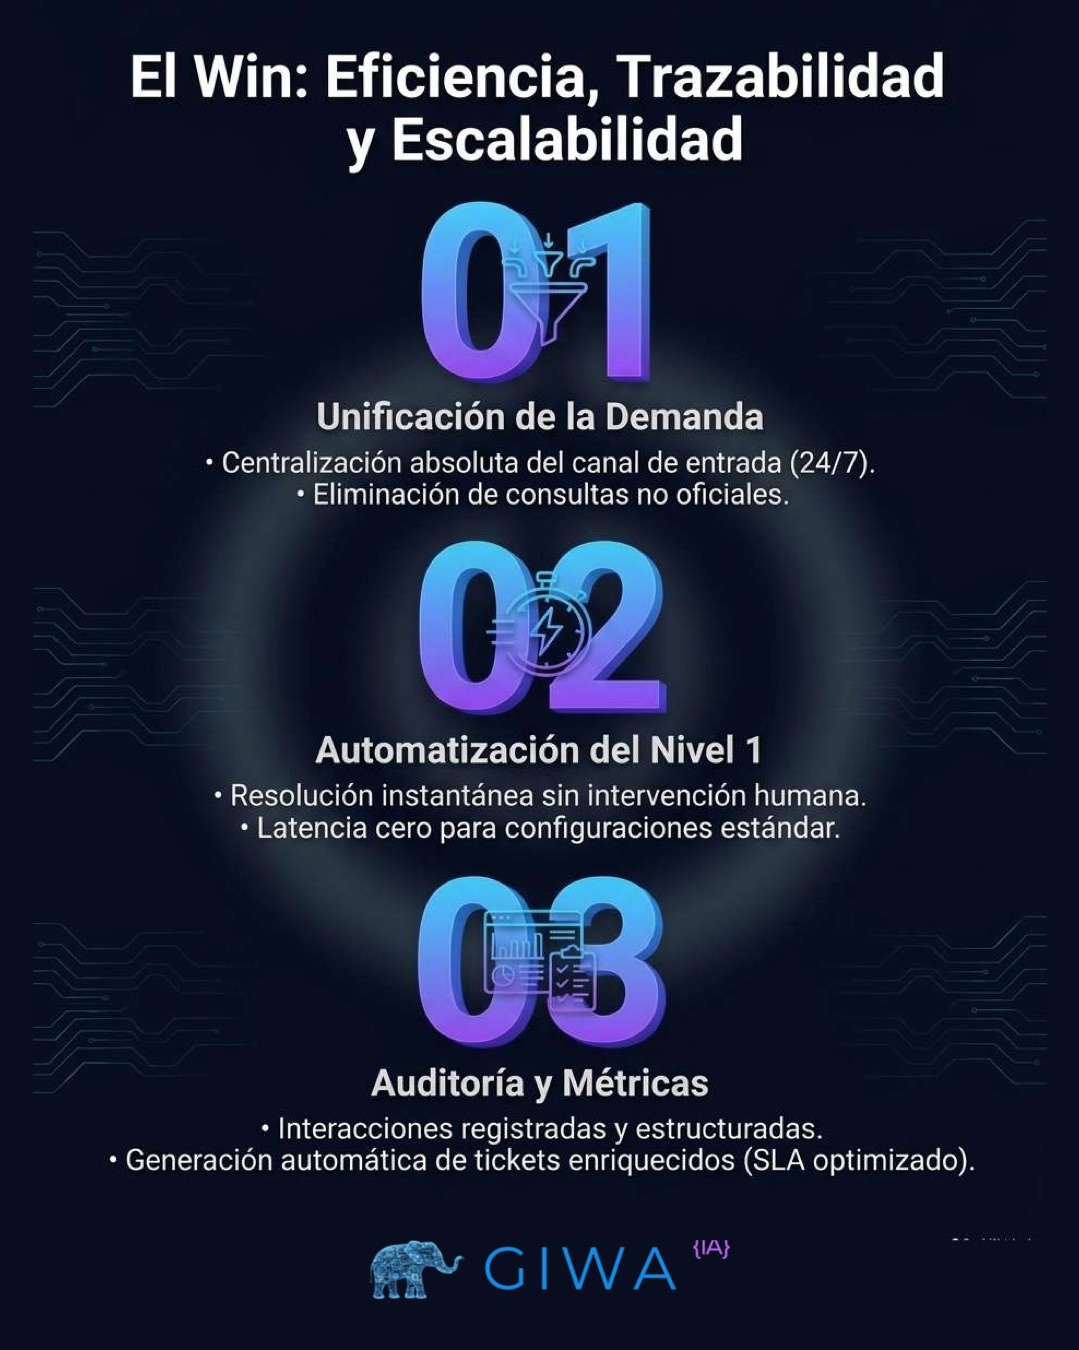 El Win: Eficiencia, Trazabilidad
y Escalabilidad
01
Unificación de la Demanda
• Centralización absoluta del canal de entrada (24/7).
• Eliminación de consultas no oficiales.
02
Automatización del Nivel 1
• Resolución instantánea sin intervención humana.
• Latencia cero para configuraciones estándar.
03
Auditoría y Métricas
• Interacciones registradas y estructuradas.
• Generación automática de tickets enriquecidos (SLA optimizado).
GIWA {IA}